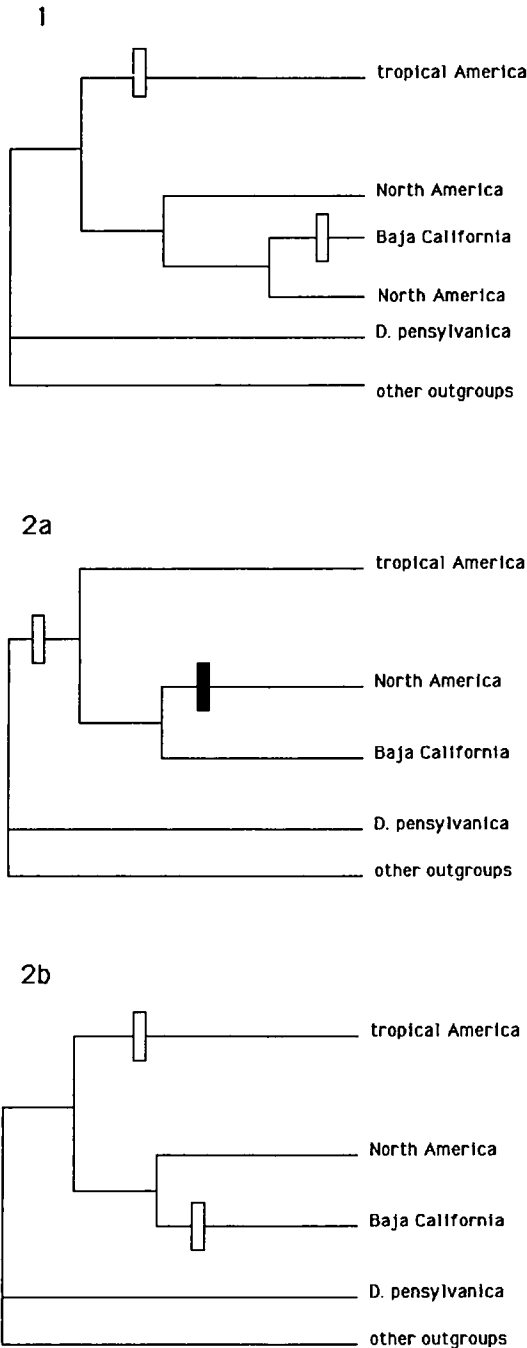 1
tropical America
North America
Baja California
North America
D. pensylvanica
other outgroups
2a
tropical America
North America
Baja California
D. pensylvanica
other outgroups
2b
tropical America
North America
Baja California
D. pensylvanica
other outgroups